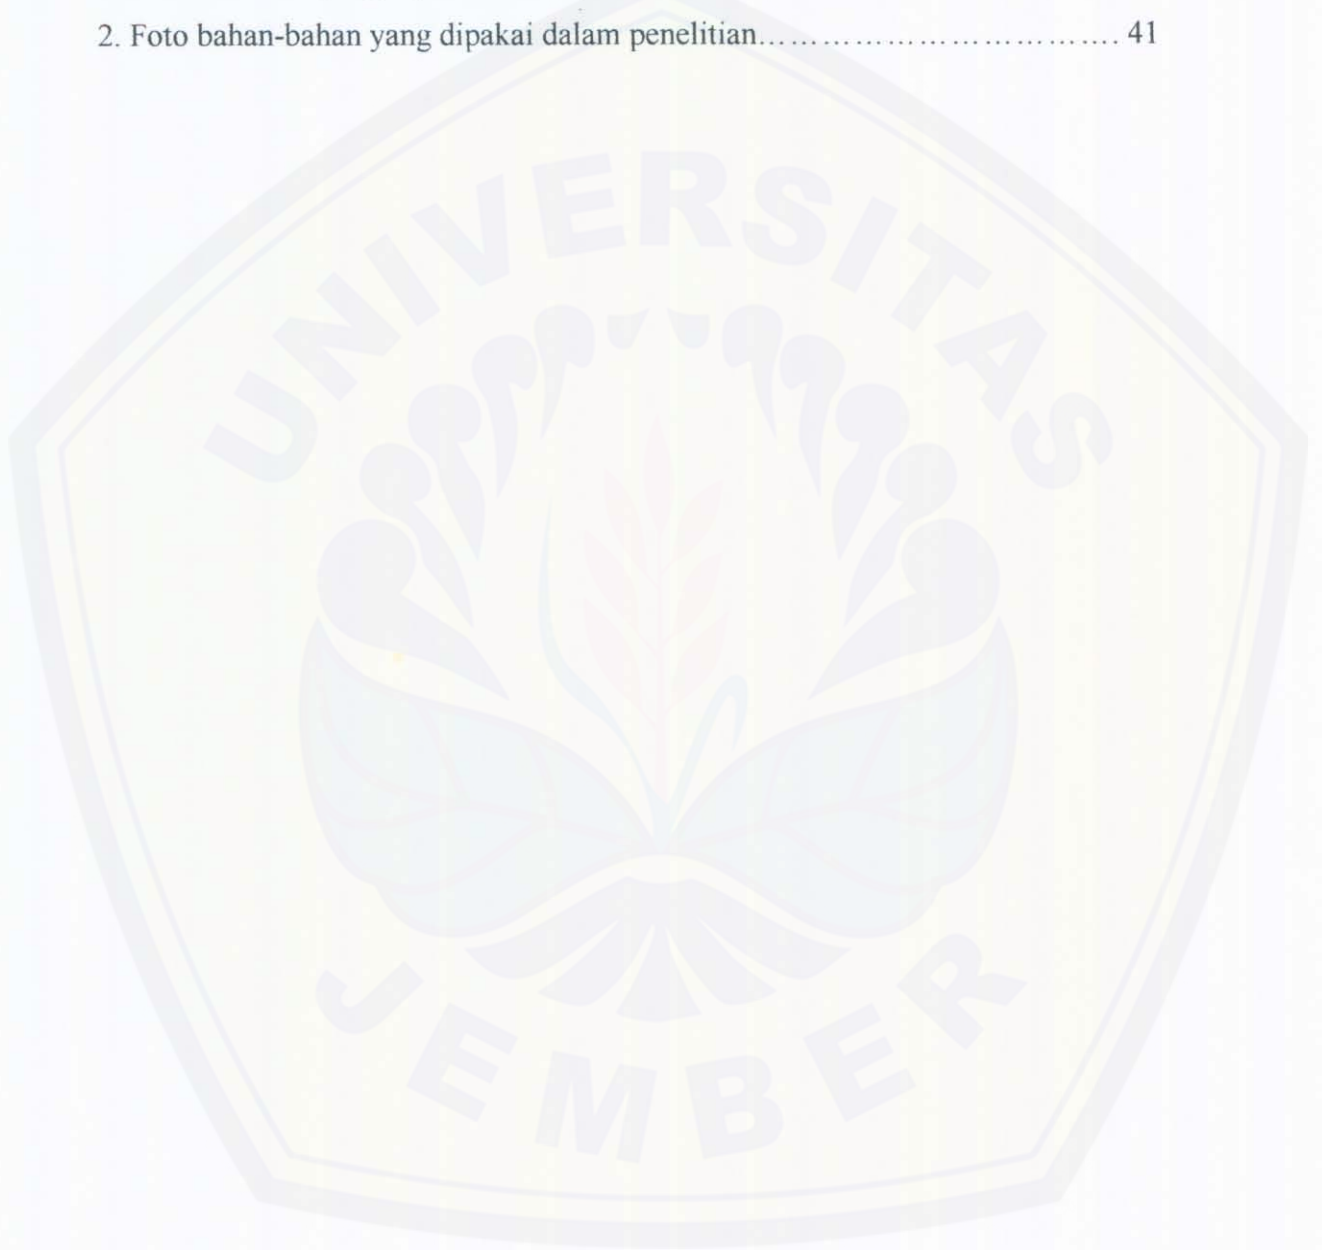 2. Foto bahan-bahan yang dipakai dalam penelitian................................... 41
UNIVERSITAS
JEMBER